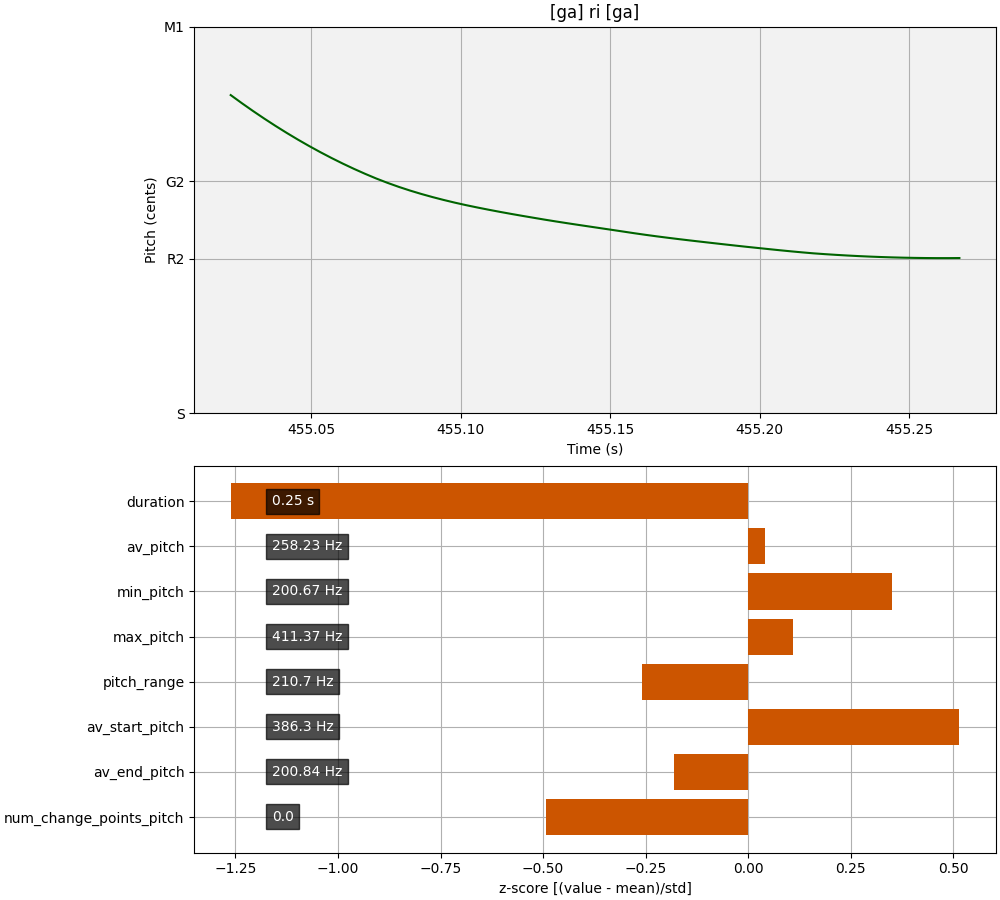 [ga] ri [ga]
M1
G2
R2
S
Pitch (cents)
455.05 455.10 455.15 455.20 455.25
Time (s)
duration 0.25 s
av_pitch 258.23 Hz
min_pitch 200.67 Hz
max_pitch 411.37 Hz
pitch_range 210.7 Hz
av_start_pitch 386.3 Hz
av_end_pitch 200.84 Hz
num_change_points_pitch 0.0
−1.25 −1.00 −0.75 −0.50 −0.25 0.00 0.25 0.50
z-score [(value - mean)/std]